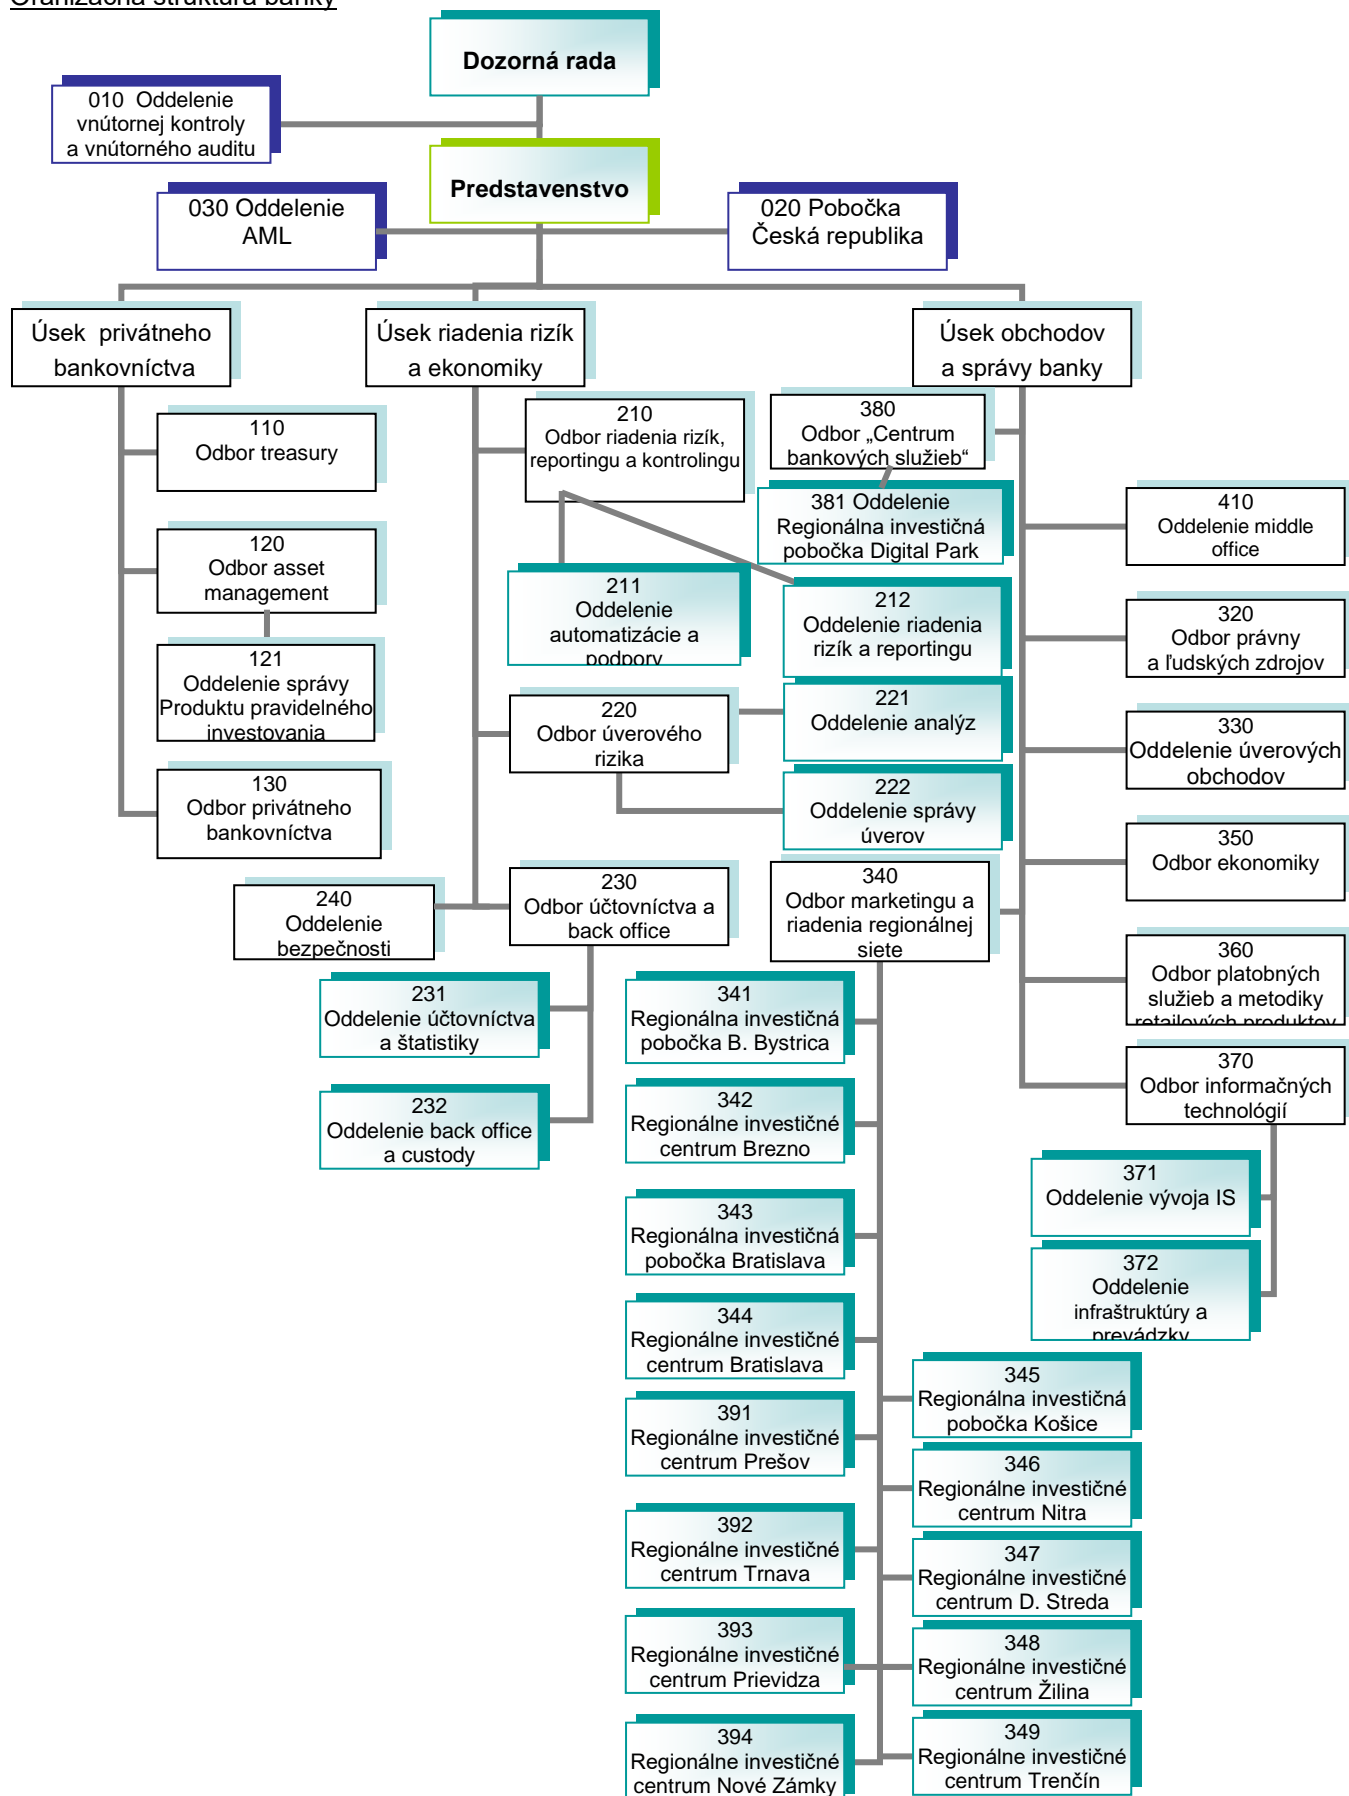 Oranizačná štruktúra banky
Dozorná rada
010 Oddelenie
vnútornej kontroly
a vnútorného auditu
Predstavenstvo
030 Oddelenie
AML
020 Pobočka
Česká republika
Úsek privátneho
bankovníctva
Úsek riadenia rizík
a ekonomiky
Úsek obchodov
a správy banky
110
Odbor treasury
120
Odbor asset
management
121
Oddelenie správy
Produktu pravidelného
investovania
130
Odbor privátneho
bankovníctva
210
Odbor riadenia rizík,
reportingu a kontrolingu
211
Oddelenie
automatizácie a
podpory
212
Oddelenie riadenia
rizík a reportingu
220
Odbor úverového
rizika
221
Oddelenie analýz
222
Oddelenie správy
úverov
240
Oddelenie
bezpečnosti
230
Odbor účtovníctva a
back office
231
Oddelenie účtovníctva
a štatistiky
232
Oddelenie back office
a custody
380
Odbor „Centrum
bankových služieb“
381 Oddelenie
Regionálna investičná
pobočka Digital Park
410
Oddelenie middle
office
320
Odbor právny
a ľudských zdrojov
330
Oddelenie úverových
obchodov
350
Odbor ekonomiky
360
Odbor platobných
služieb a metodiky
retailových produktov
370
Odbor informačných
technológií
371
Oddelenie vývoja IS
372
Oddelenie
infraštruktúry a
prevádzky
340
Odbor marketingu a
riadenia regionálnej
siete
341
Regionálna investičná
pobočka B. Bystrica
342
Regionálne investičné
centrum Brezno
343
Regionálna investičná
pobočka Bratislava
344
Regionálne investičné
centrum Bratislava
391
Regionálne investičné
centrum Prešov
392
Regionálne investičné
centrum Trnava
393
Regionálne investičné
centrum Prievidza
394
Regionálne investičné
centrum Nové Zámky
345
Regionálna investičná
pobočka Košice
346
Regionálne investičné
centrum Nitra
347
Regionálne investičné
centrum D. Streda
348
Regionálne investičné
centrum Žilina
349
Regionálne investičné
centrum Trenčín